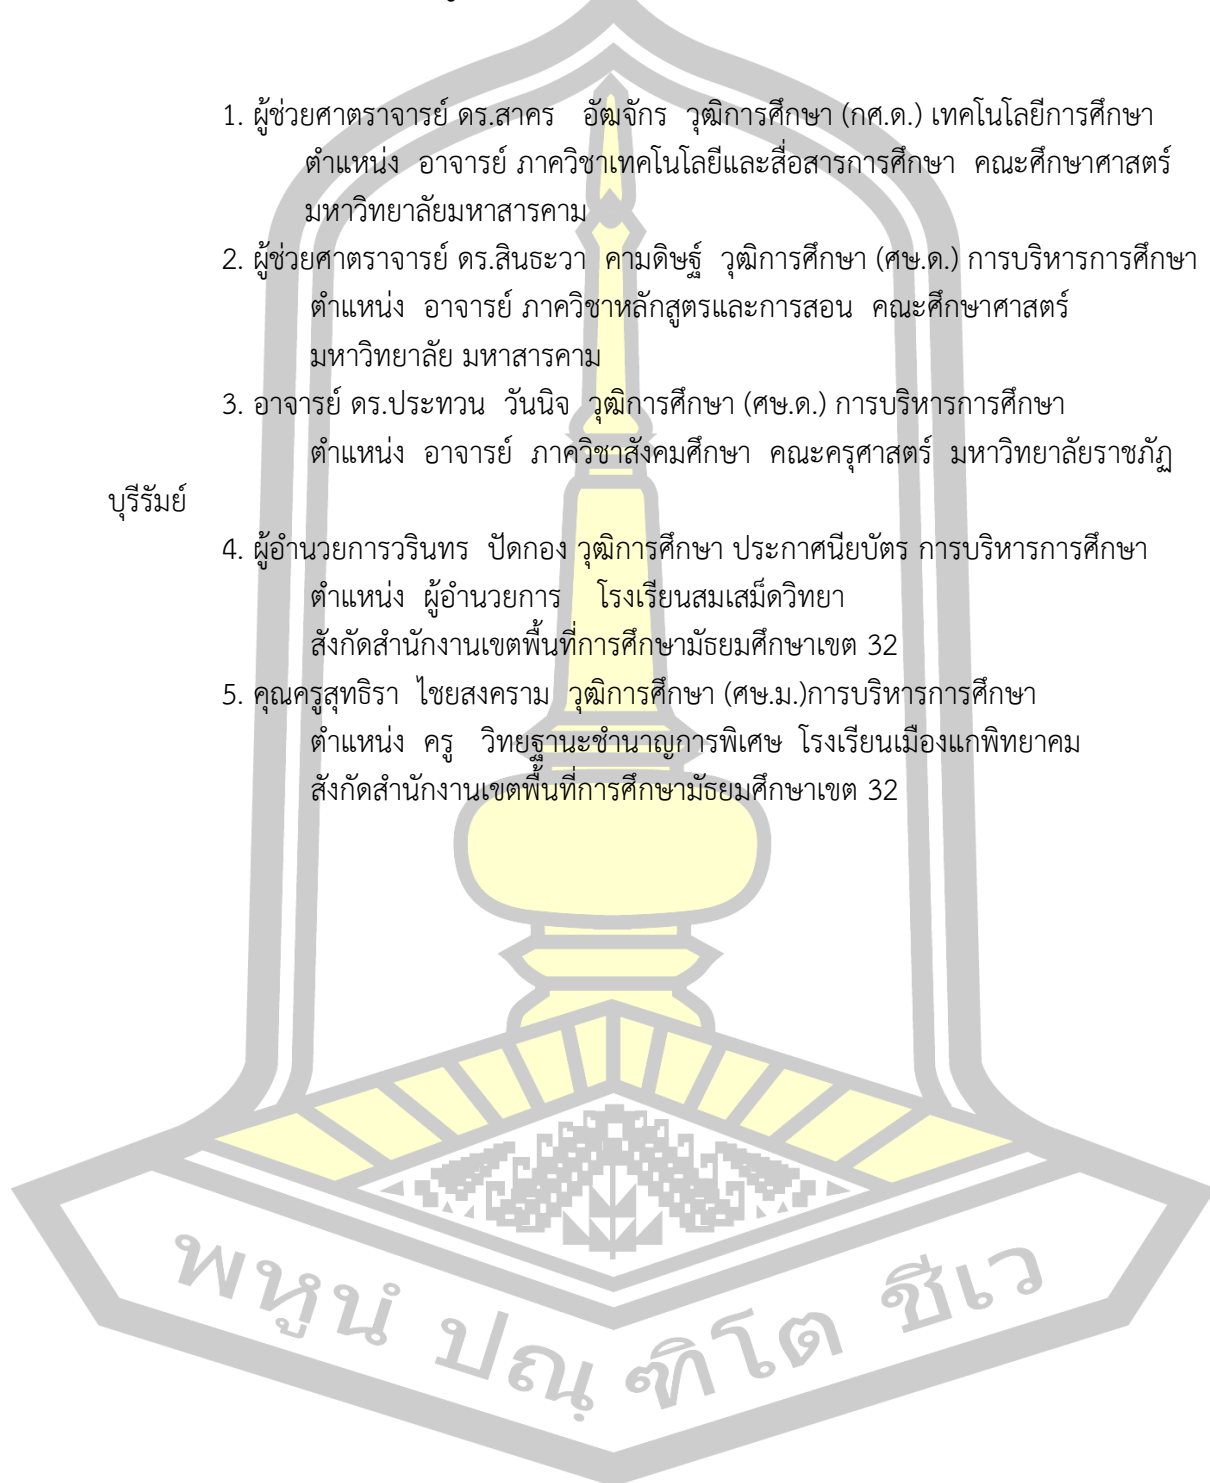 1. ผู้ช่วยศาตราจารย์ ดร.สาคร อัฒจักร วุฒิการศึกษา (กศ.ด.) เทคโนโลยีการศึกษา
ตำแหน่ง อาจารย์ ภาควิชาเทคโนโลยีและสื่อสารการศึกษา คณะศึกษาศาสตร์
มหาวิทยาลัยมหาสารคาม
2. ผู้ช่วยศาตราจารย์ ดร.สินธะวา คามดิษฐ์ วุฒิการศึกษา (ศษ.ด.) การบริหารการศึกษา
ตำแหน่ง อาจารย์ ภาควิชาหลักสูตรและการสอน คณะศึกษาศาสตร์
มหาวิทยาลัย มหาสารคาม
3. อาจารย์ ดร.ประทวน วันนิจ วุฒิการศึกษา (ศษ.ด.) การบริหารการศึกษา
ตำแหน่ง อาจารย์ ภาควิชาสังคมศึกษา คณะครุศาสตร์ มหาวิทยาลัยราชภัฏ
บุรีรัมย์
4. ผู้อำนวยการวรินทร ปัดกอง วุฒิการศึกษา ประกาศนียบัตร การบริหารการศึกษา
ตำแหน่ง ผู้อำนวยการ โรงเรียนสมเสม็ดวิทยา
สังกัดสำนักงานเขตพื้นที่การศึกษามัธยมศึกษาเขต 32
5. คุณครูสุทธิรา ไชยสงคราม วุฒิการศึกษา (ศษ.ม.)การบริหารการศึกษา
ตำแหน่ง ครู วิทยฐานะชำนาญการพิเศษ โรงเรียนเมืองแกพิทยาคม
สังกัดสำนักงานเขตพื้นที่การศึกษามัธยมศึกษาเขต 32
พหูนํ ปณฺฑิโต ชีเว